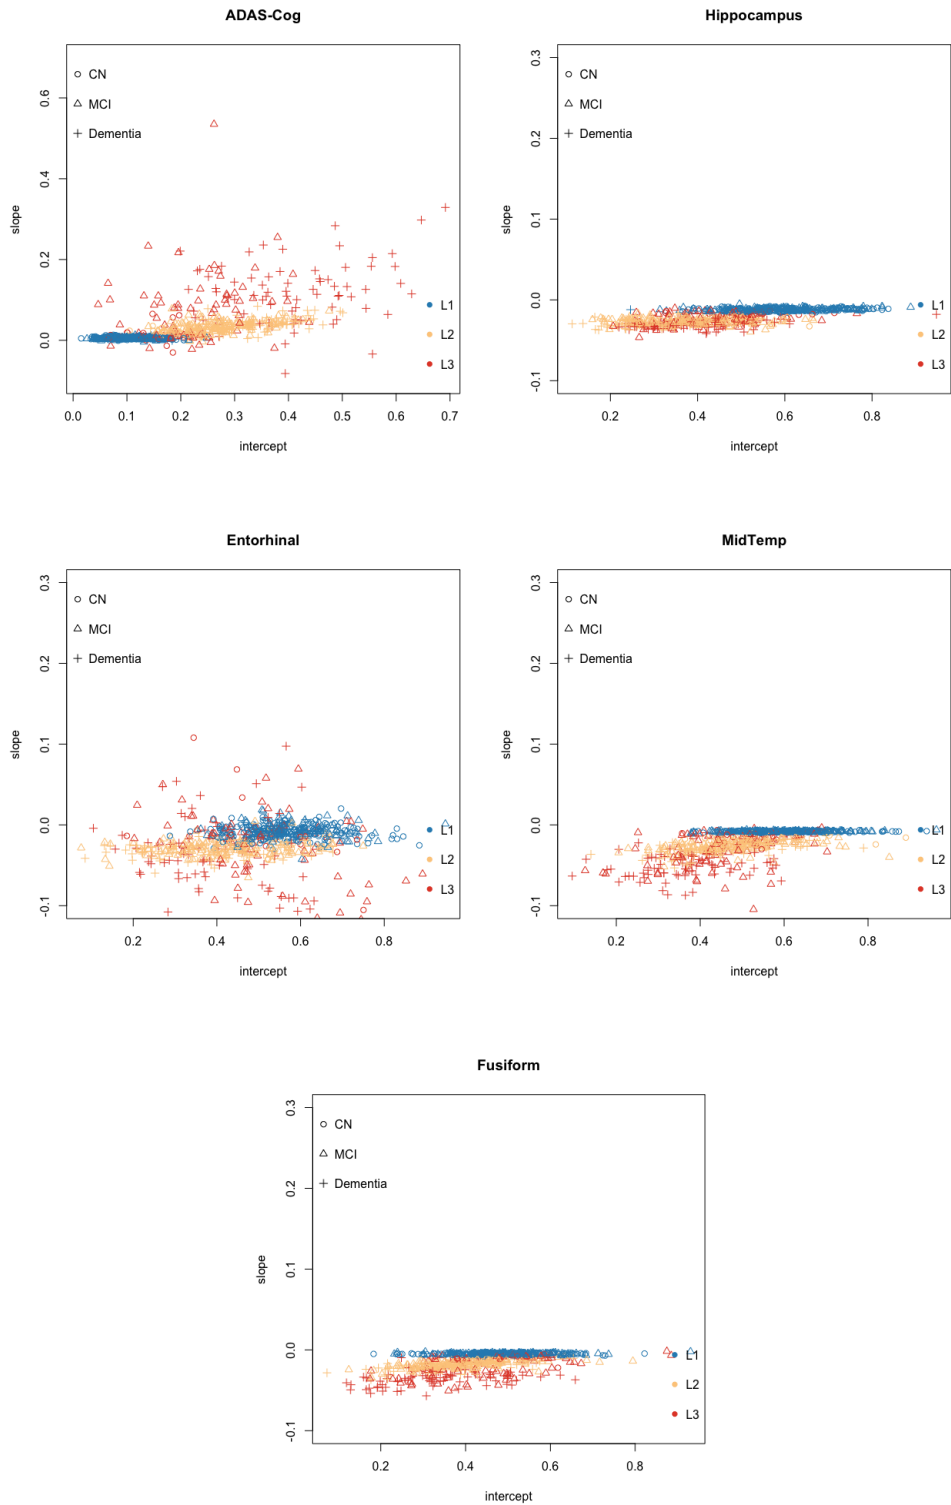 ADAS-Cog
CN
MCI
Dementia
L1
L2
L3
slope
0.0 0.2 0.4 0.6
0.0 0.1 0.2 0.3 0.4 0.5 0.6 0.7
intercept
Hippocampus
CN
MCI
Dementia
L1
L2
L3
slope
-0.1 0.0 0.1 0.2 0.3
0.2 0.4 0.6 0.8
intercept
Entorhinal
CN
MCI
Dementia
L1
L2
L3
slope
-0.1 0.0 0.1 0.2 0.3
0.2 0.4 0.6 0.8
intercept
MidTemp
CN
MCI
Dementia
L1
L2
L3
slope
-0.1 0.0 0.1 0.2 0.3
0.2 0.4 0.6 0.8
intercept
Fusiform
CN
MCI
Dementia
L1
L2
L3
slope
-0.1 0.0 0.1 0.2 0.3
0.2 0.4 0.6 0.8
intercept